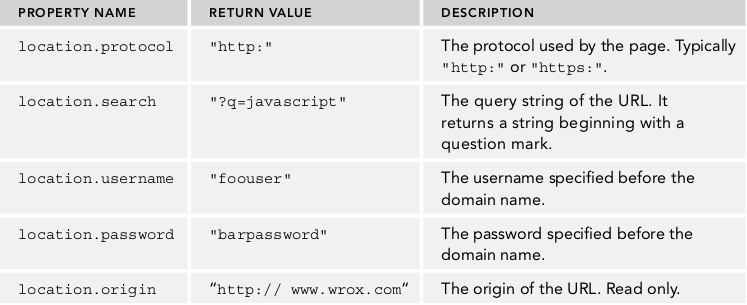 PROPERTY NAME RETURN VALUE DESCRIPTION
location.protocol "http:" The protocol used by the page. Typically
"http:" or "https:".
location.search "?q=javascript" The query string of the URL. It
returns a string beginning with a
question mark.
location.username "foouser" The username specified before the
domain name.
location.password "barpassword" The password specified before the
domain name.
location.origin “http:// www.wrox.com” The origin of the URL. Read only.